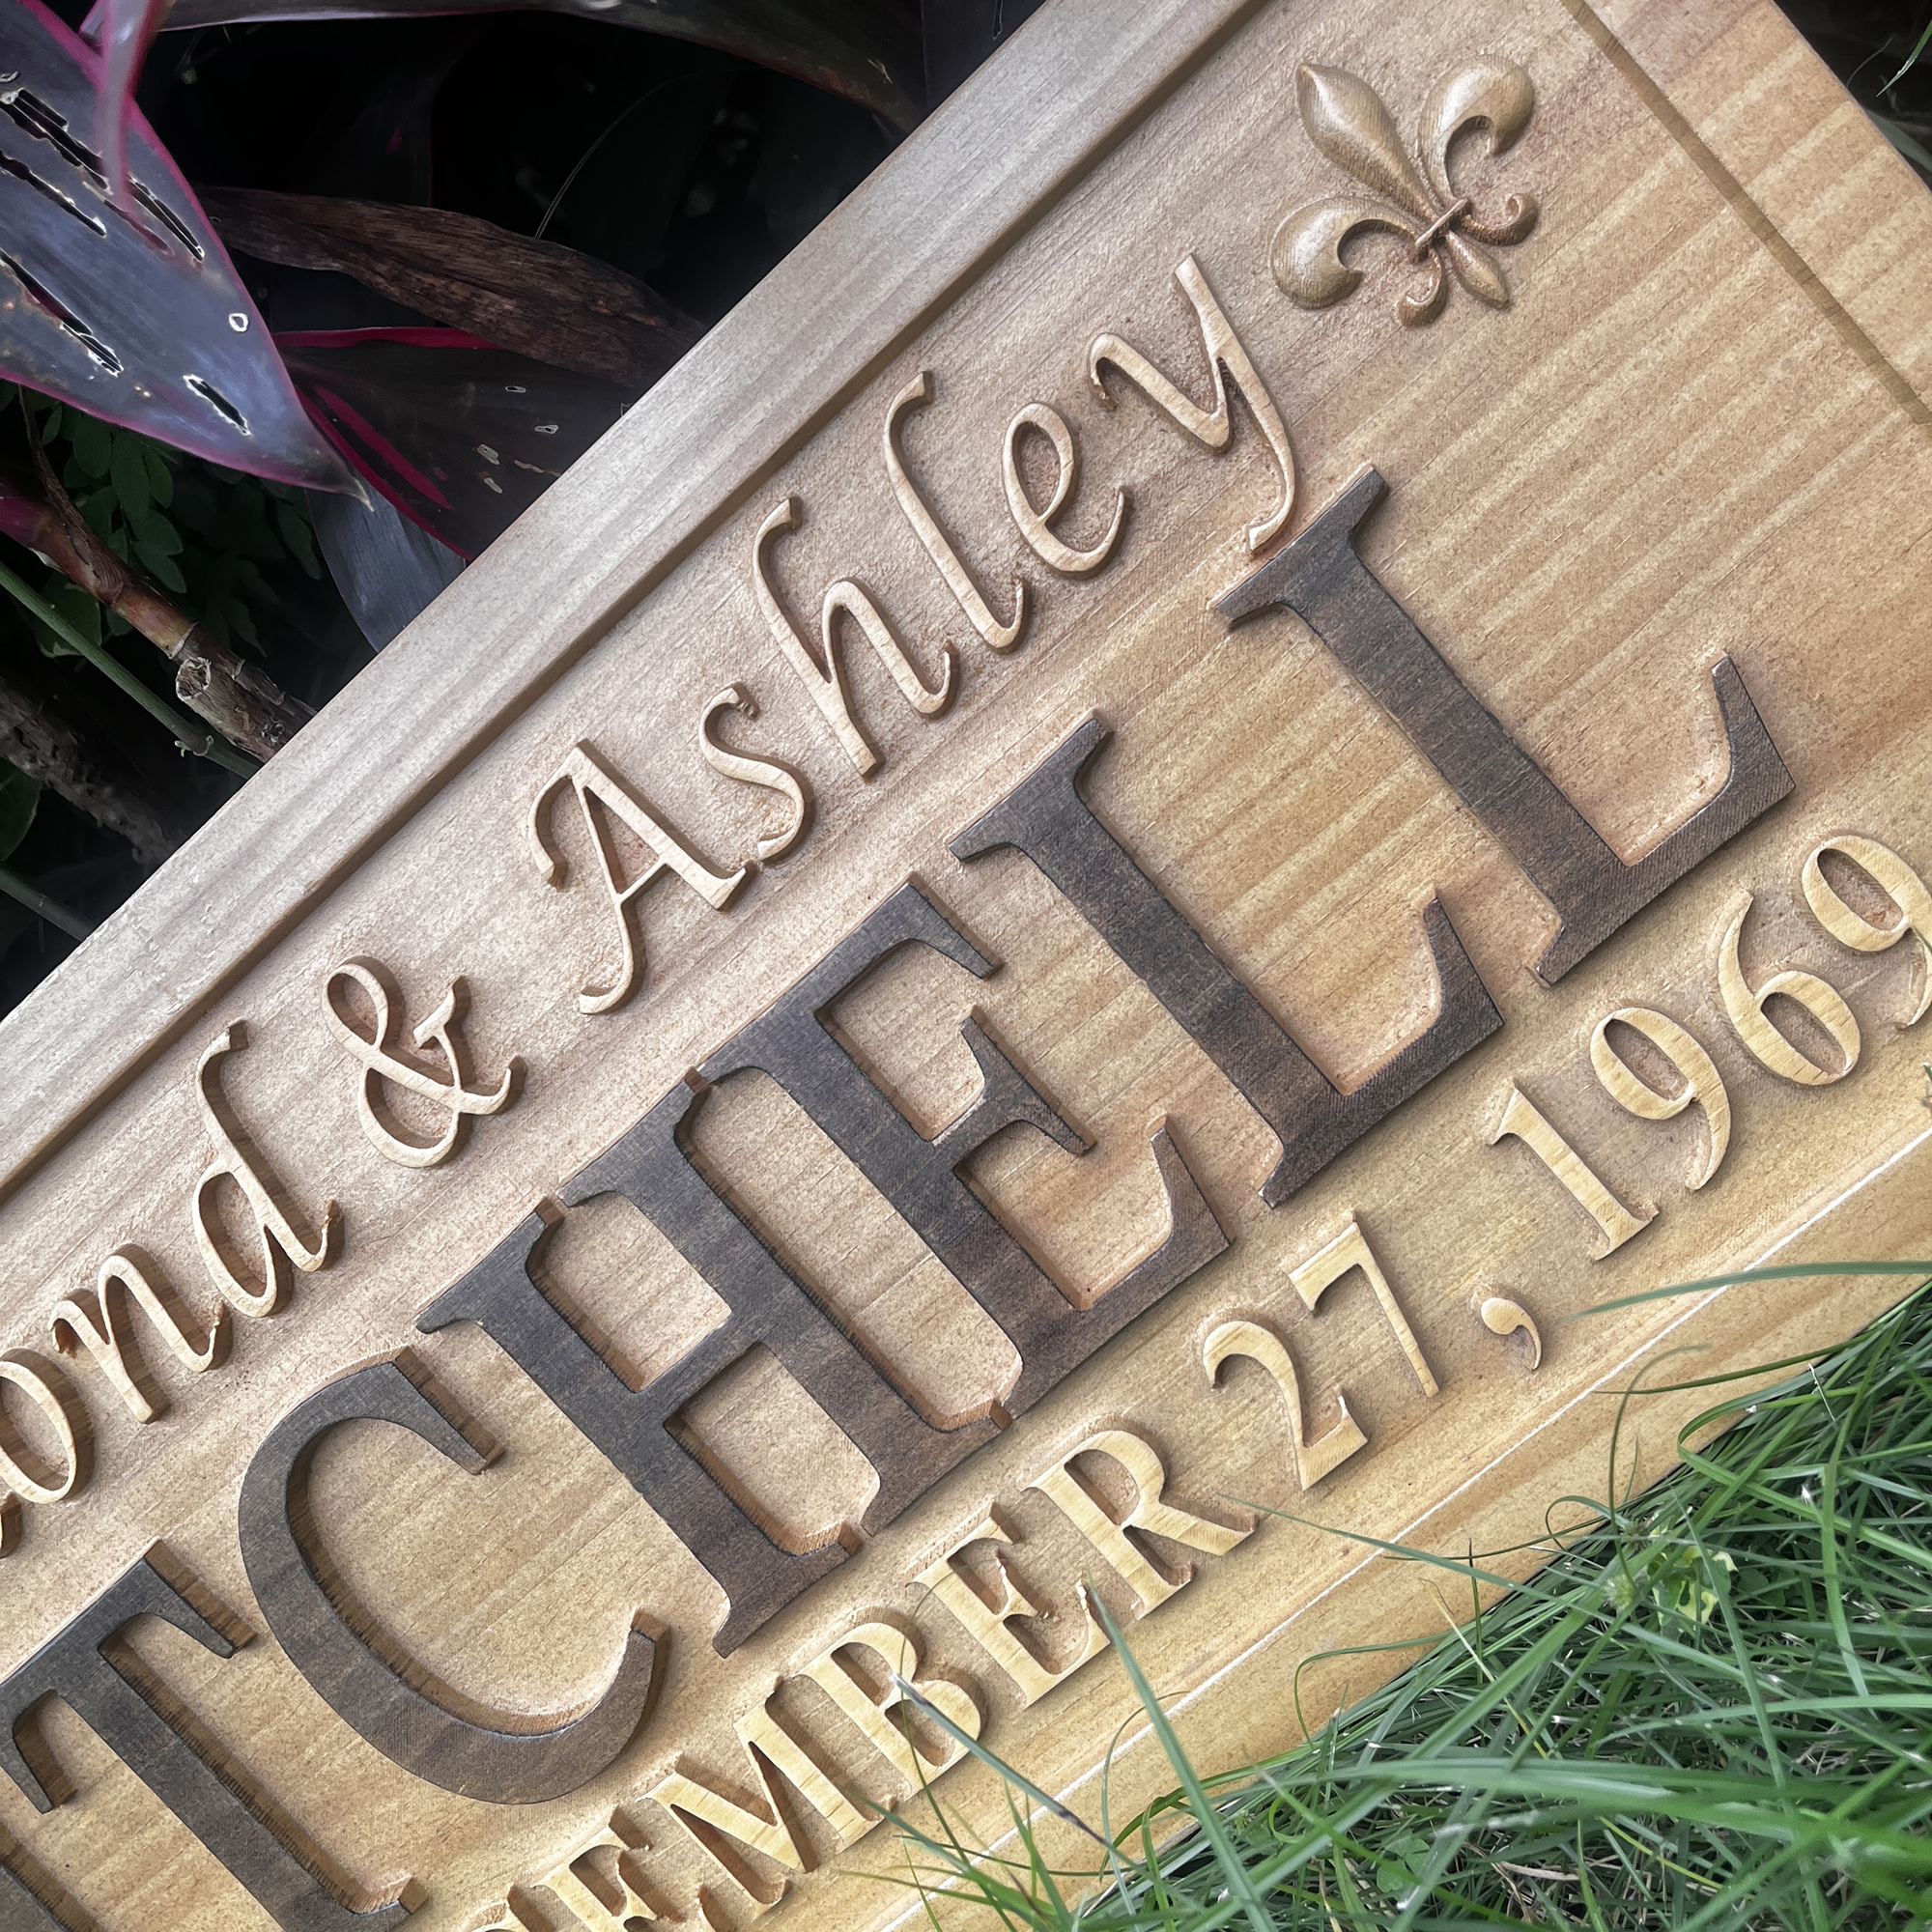 ond & Ashley
TCHELL
EMBER 27, 1969